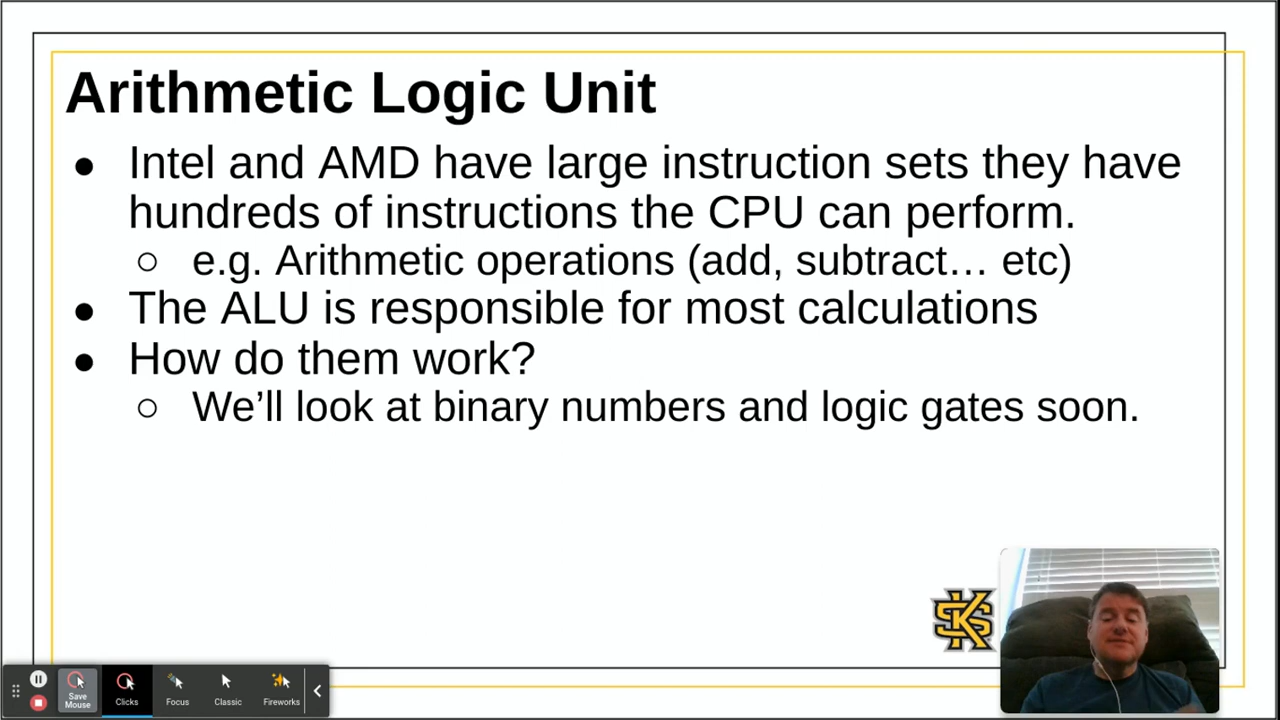 Arithmetic Logic Unit
● Intel and AMD have large instruction sets they have
hundreds of instructions the CPU can perform.
○ e.g. Arithmetic operations (add, subtract… etc)
● The ALU is responsible for most calculations
● How do them work?
○ We’ll look at binary numbers and logic gates soon.
KS
Save
Mouse
Clicks
Focus
Classic
Fireworks